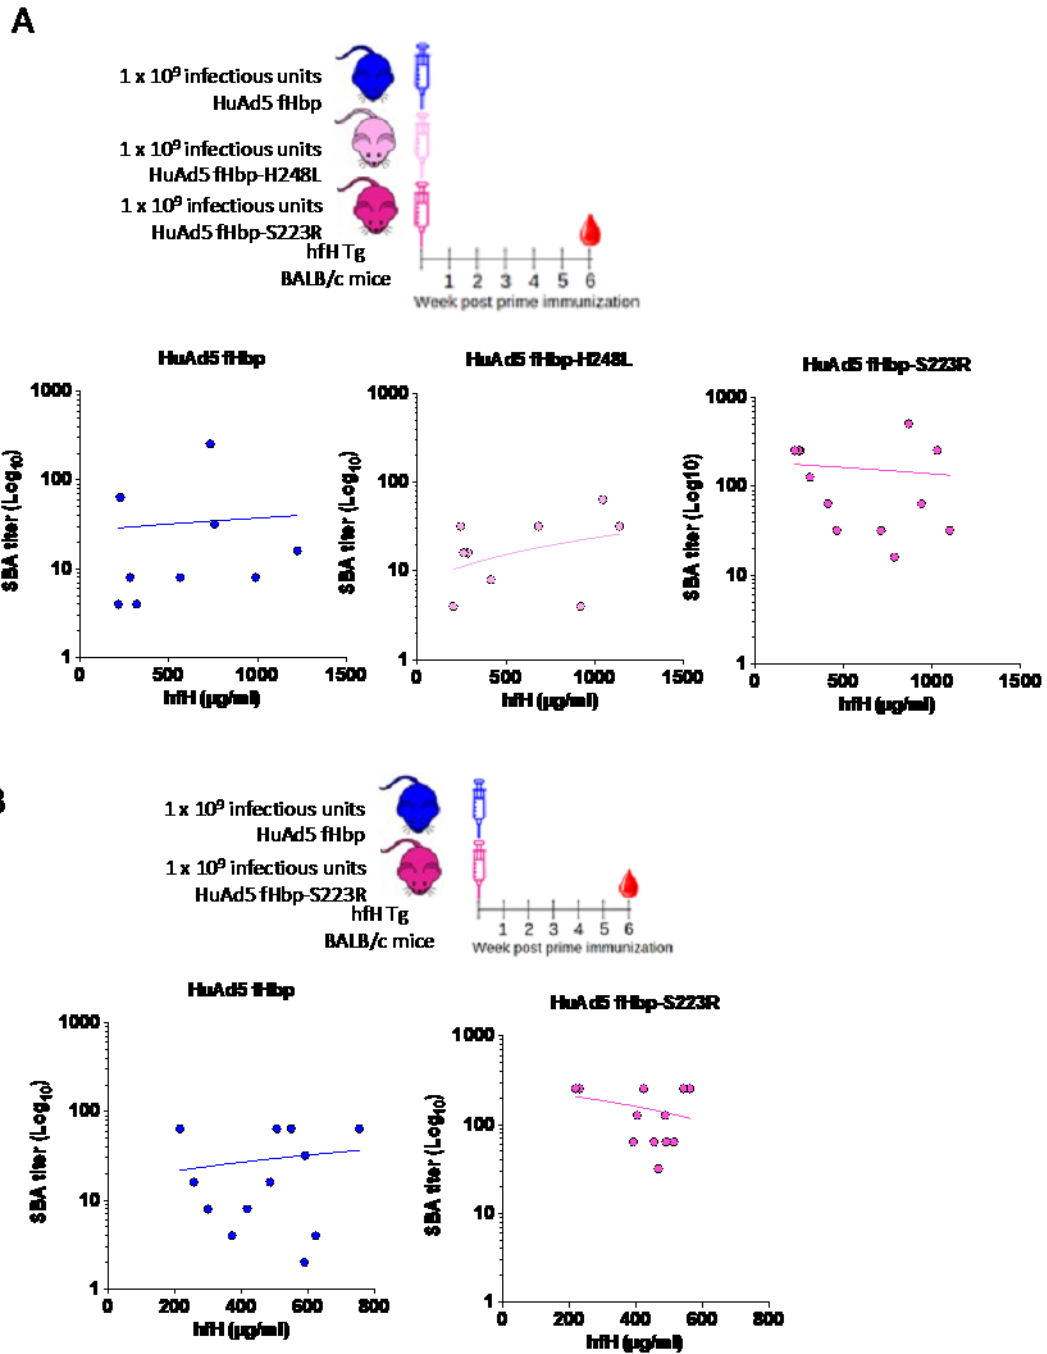 A
1 x 10⁹ infectious units
HuAd5 fHbp
1 x 10⁹ infectious units
HuAd5 fHbp-H248L
1 x 10⁹ infectious units
HuAd5 fHbp-S223R
hfH Tg
BALB/c mice
1 2 3 4 5 6
Week post prime immunization
HuAd5 fHbp
SBA titer (Log₁₀)
1000
100
10
1
0 500 1000 1500
hfH (µg/ml)
HuAd5 fHbp-H248L
SBA titer (Log₁₀)
1000
100
10
1
0 500 1000 1500
hfH (µg/ml)
HuAd5 fHbp-S223R
SBA titer (Log10)
1000
100
10
1
0 500 1000 1500
hfH (µg/ml)
1 x 10⁹ infectious units
HuAd5 fHbp
1 x 10⁹ infectious units
HuAd5 fHbp-S223R
hfH Tg
BALB/c mice
1 2 3 4 5 6
Week post prime immunization
HuAd5 fHbp
SBA titer (Log₁₀)
1000
100
10
1
0 200 400 600 800
hfH (µg/ml)
HuAd5 fHbp-S223R
SBA titer (Log₁₀)
1000
100
10
1
0 200 400 600 800
hfH (µg/ml)